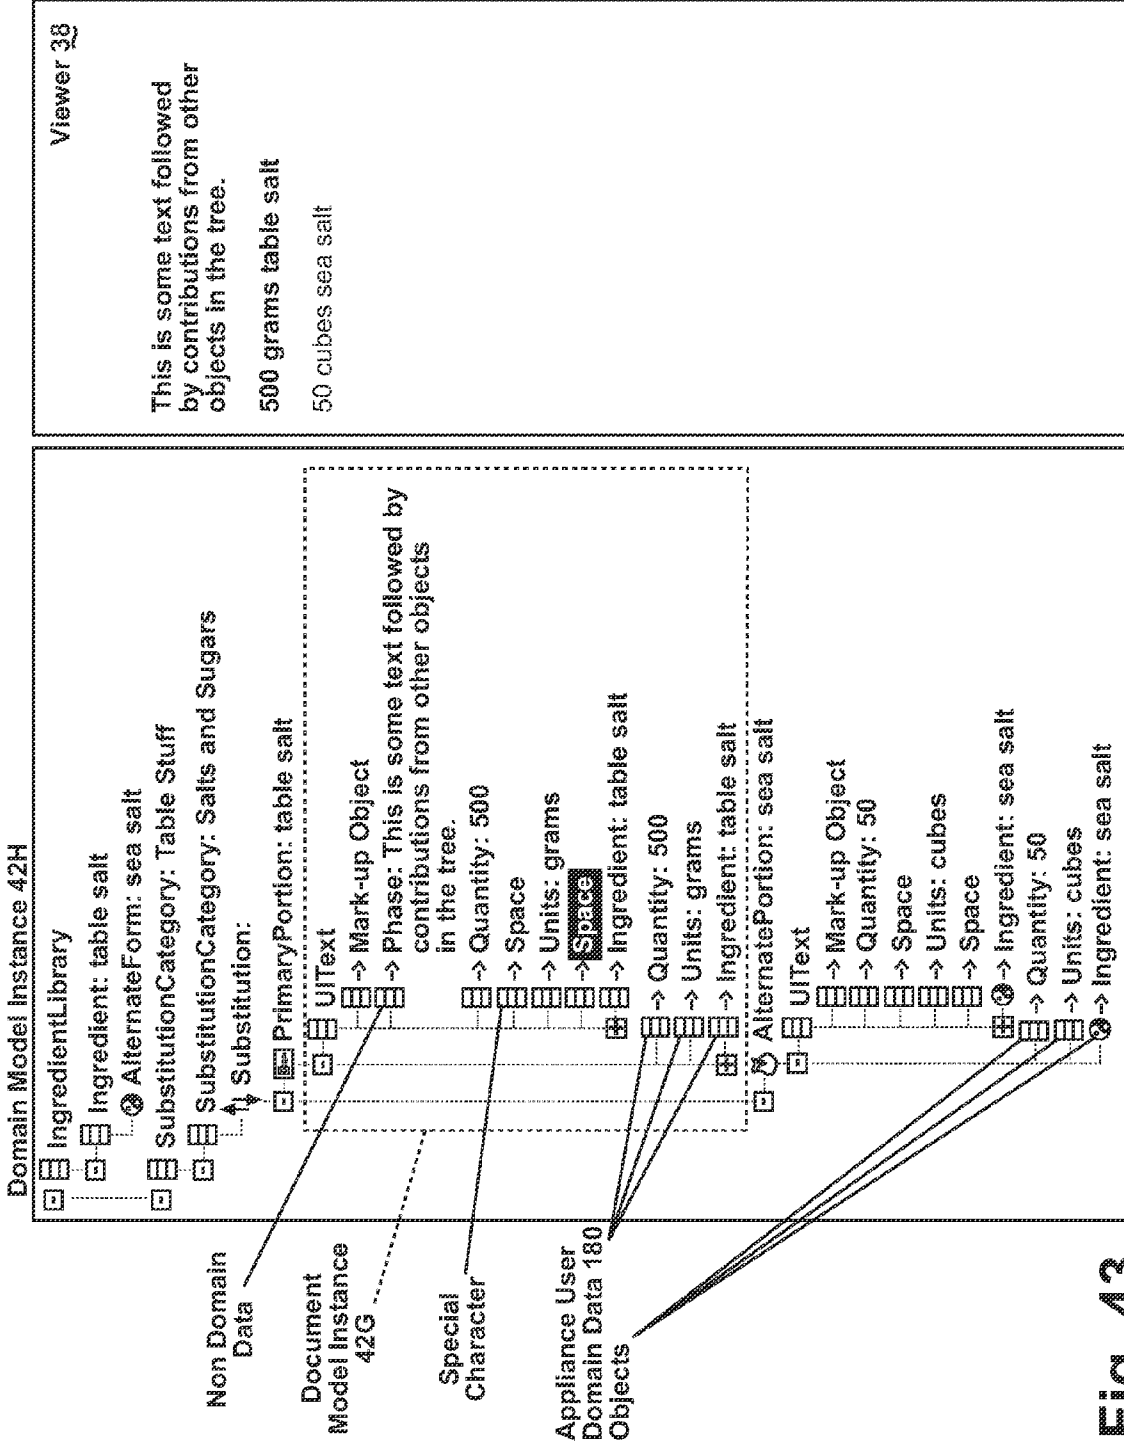 Domain Model Instance 42H
IngredientLibrary
Ingredient: table salt
AlternateForm: sea salt
SubstitutionCategory: Table Stuff
SubstitutionCategory: Salts and Sugars
Substitution:
PrimaryPortion: table salt
UIText
-> Mark-up Object
-> Phase: This is some text followed by
contributions from other objects
in the tree.
-> Quantity: 500
-> Space
-> Units: grams
-> Space
-> Ingredient: table salt
-> Quantity: 500
-> Units: grams
-> Ingredient: table salt
AlternatePortion: sea salt
UIText
-> Mark-up Object
-> Quantity: 50
-> Space
-> Units: cubes
-> Space
-> Ingredient: sea salt
-> Quantity: 50
-> Units: cubes
-> Ingredient: sea salt
Viewer 38
This is some text followed
by contributions from other
objects in the tree.
500 grams table salt
50 cubes sea salt
Non Domain
Data
Document
Model Instance
42G
Special
Character
Appliance User
Domain Data 180
Objects
Fig. 43